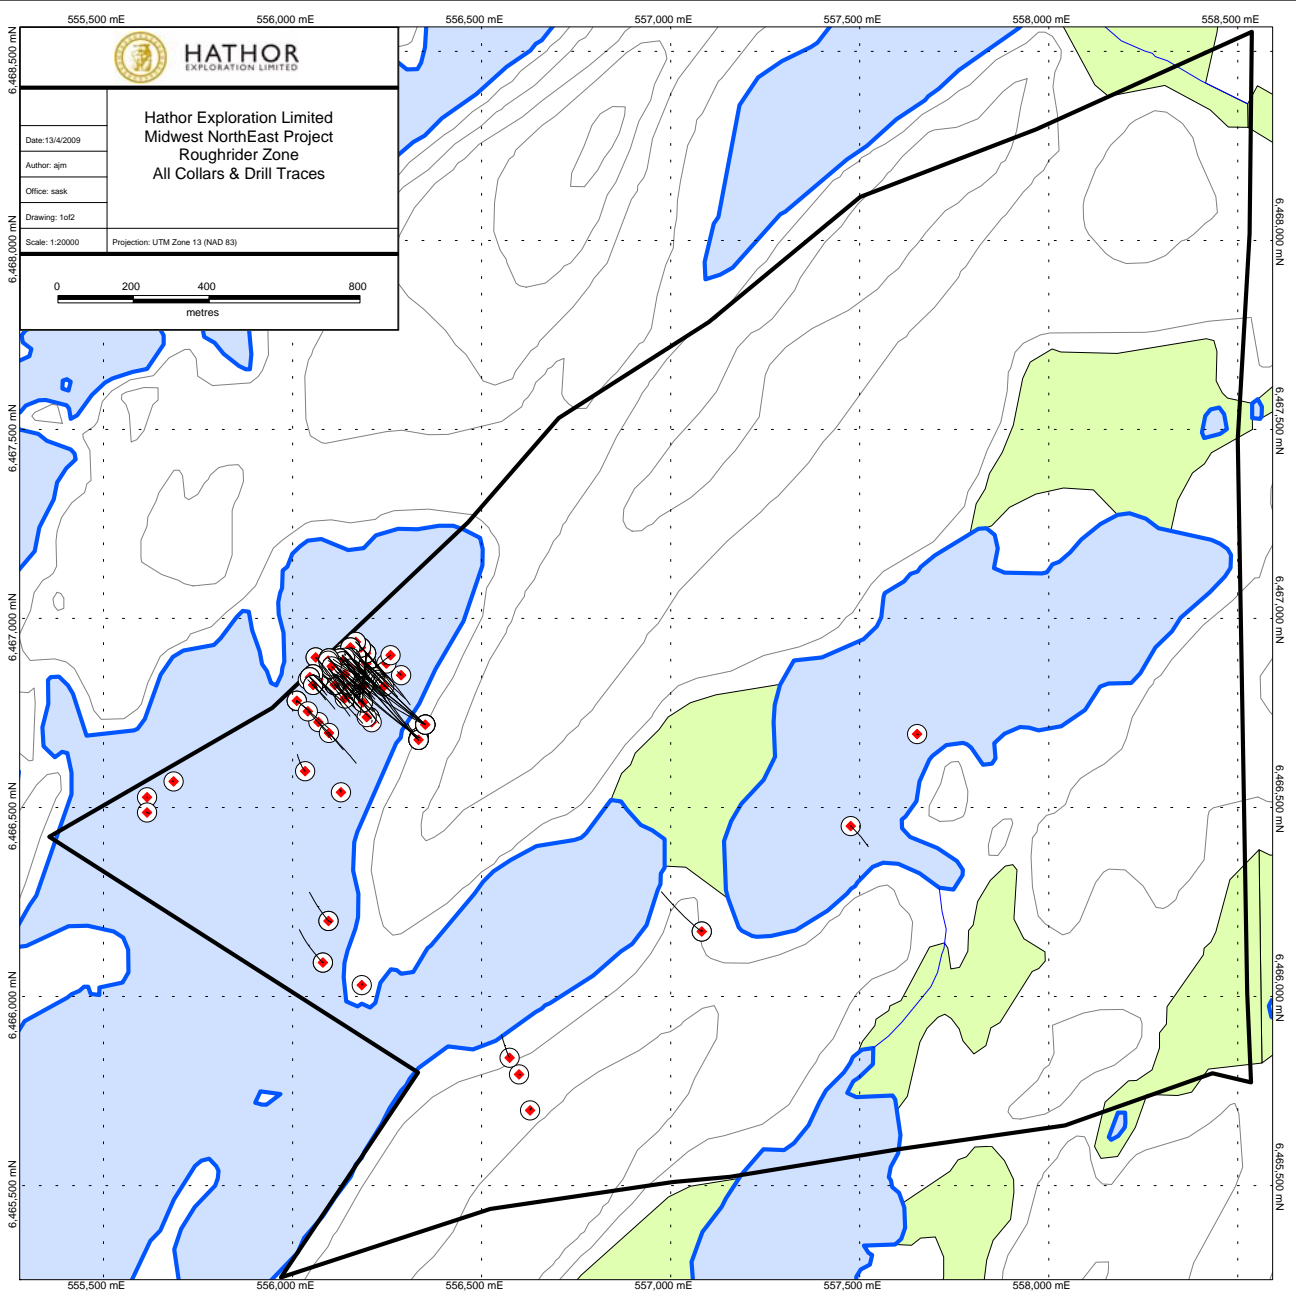 555,500 mE
556,000 mE
556,500 mE
557,000 mE
557,500 mE
558,000 mE
558,500 mE
HATHOR
EXPLORATION LIMITED
Hathor Exploration Limited
Midwest NorthEast Project
Roughrider Zone
All Collars & Drill Traces
Date:13/4/2009
Author: ajm
Office: sask
Drawing: 1of2
Scale: 1:20000
Projection: UTM Zone 13 (NAD 83)
0 200 400 800
metres
6,468,500 mN
6,468,000 mN
6,467,500 mN
6,467,000 mN
6,466,500 mN
6,466,000 mN
6,465,500 mN
6,468,000 mN
6,467,500 mN
6,467,000 mN
6,466,500 mN
6,466,000 mN
6,465,500 mN
555,500 mE
556,000 mE
556,500 mE
557,000 mE
557,500 mE
558,000 mE